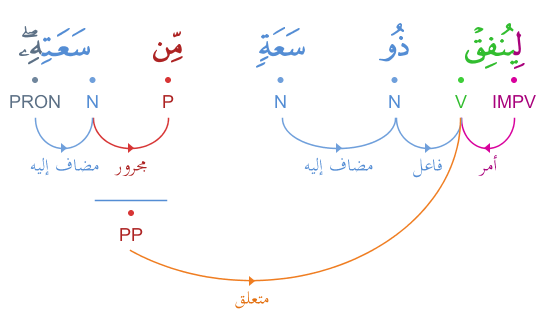 لِيُنفِقْ ذُو سَعَةٍ مِّن سَعَتِهِۦ ۖ
IMPV V N N P N PRON
أمر فاعل مضاف إليه مجرور مضاف إليه
PP
متعلق